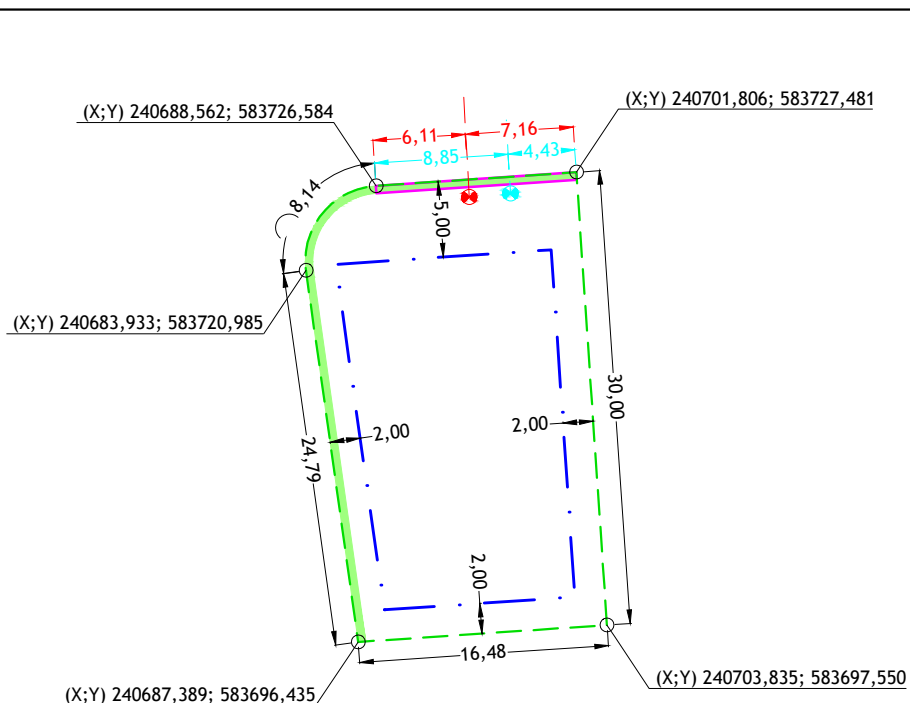 (X;Y) 240701,806; 583727,481
(X;Y) 240688,562; 583726,584
6,11
7,16
8,85
4,43
8,14
5,00
(X;Y) 240683,933; 583720,985
30,00
2,00
2,00
24,79
2,00
16,48
(X;Y) 240703,835; 583697,550
(X;Y) 240687,389; 583696,435